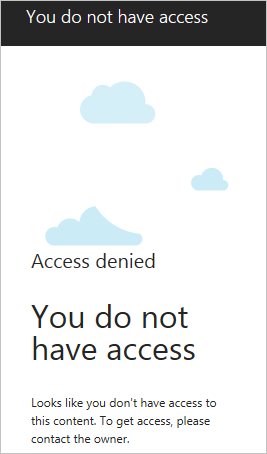 You do not have access
Access denied
You do not
have access
Looks like you don't have access to
this content. To get access, please
contact the owner.